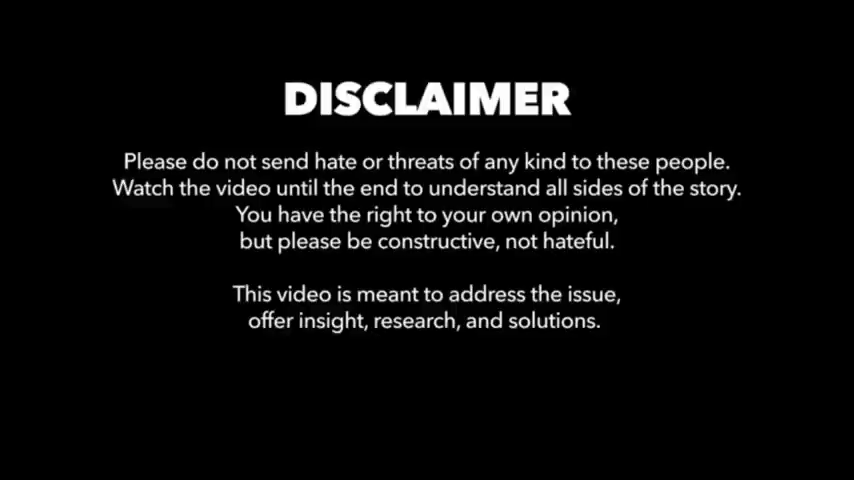 DISCLAIMER
Please do not send hate or threats of any kind to these people.
Watch the video until the end to understand all sides of the story.
You have the right to your own opinion,
but please be constructive, not hateful.
This video is meant to address the issue,
offer insight, research, and solutions.